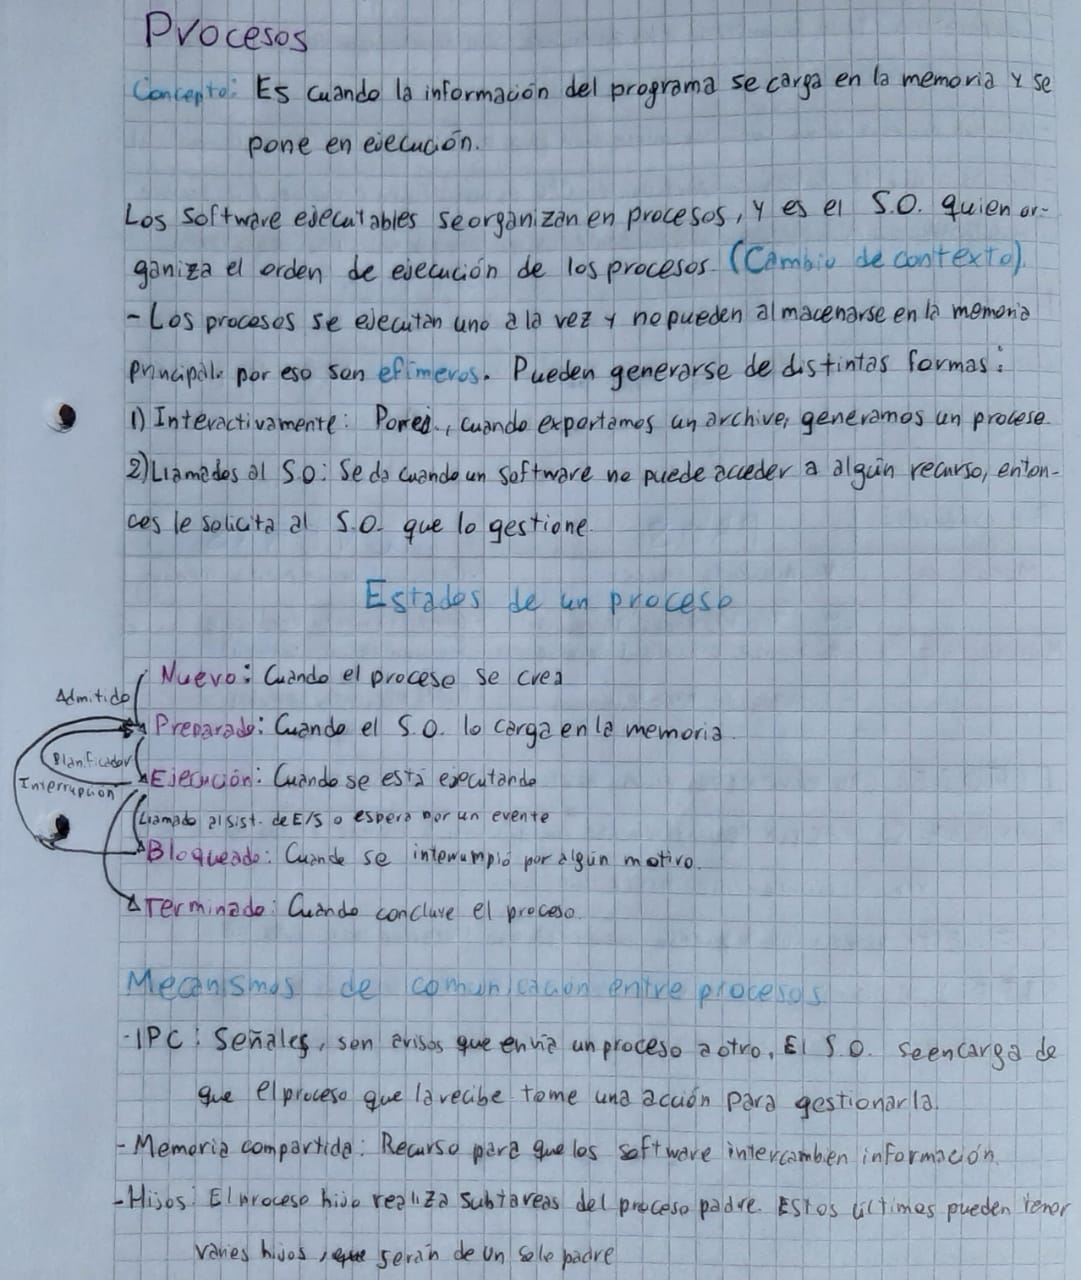 Procesos
Concepto: Es cuando la información del programa se carga en la memoria y se
pone en ejecución.
Los software ejecutables se organizan en procesos, y es el S.O. quien or-
ganiza el orden de ejecución de los procesos. (Cambio de contexto).
- Los procesos se ejecutan uno a la vez y no pueden almacenarse en la memoria
principal. por eso son efímeros. Pueden generarse de distintas formas:
1) Interactivamente: Por ej., cuando exportamos un archivo, generamos un proceso.
2) Llamados al S.O: Se da cuando un software no puede acceder a algún recurso, enton-
ces le solicita al S.O. que lo gestione.
Estados de un proceso
Nuevo: Cuando el proceso se crea
Admitido
Preparado: Cuando el S.O. lo carga en la memoria.
Planificador
Ejecución: Cuando se está ejecutando
Interrupción
Llamado al sist. de E/S o espera por un evento
Bloqueado: Cuando se interrumpió por algún motivo.
Terminado: Cuando concluye el proceso.
Mecanismos de comunicación entre procesos
- IPC: Señales, son avisos que envía un proceso a otro, El S.O. se encarga de
que el proceso que la recibe tome una acción para gestionarla.
- Memoria compartida: Recurso para que los software intercambien información.
- Hijos: El proceso hijo realiza subtareas del proceso padre. Estos últimos pueden tener
varios hijos, que serán de un solo padre